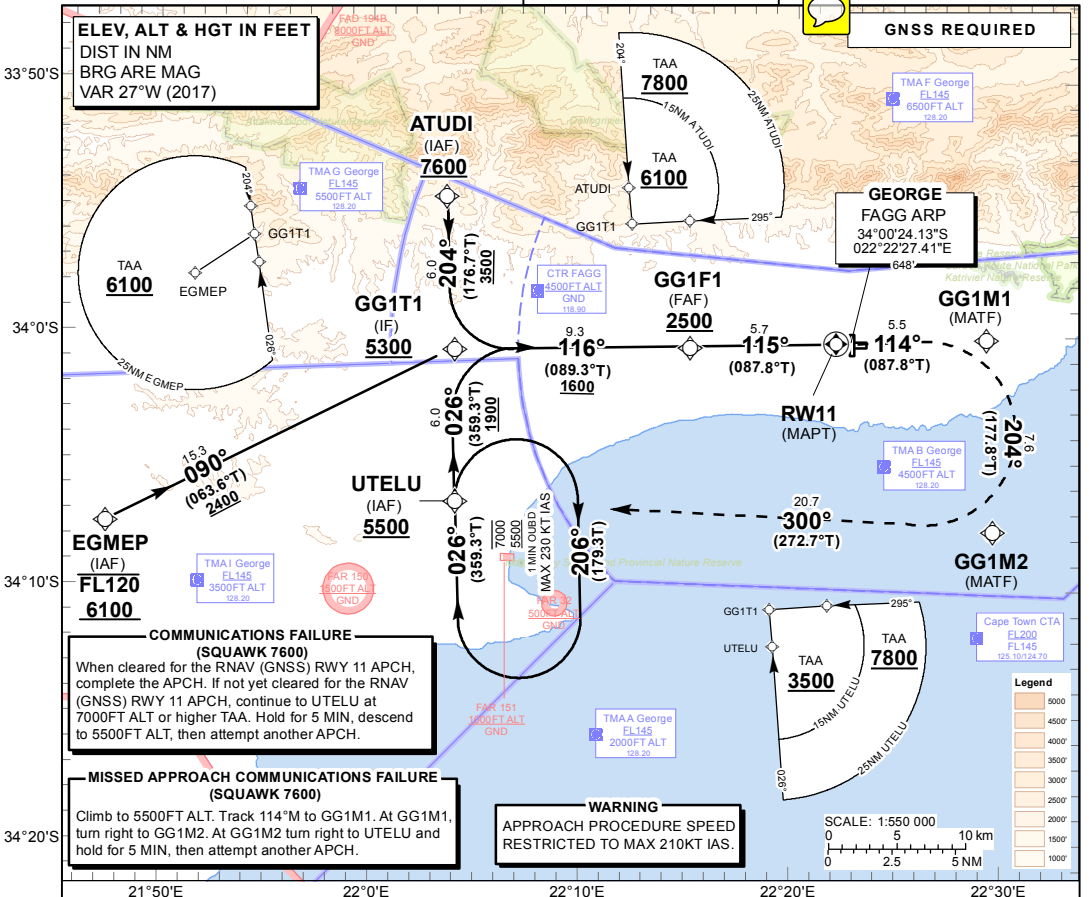 ELEV, ALT & HGT IN FEET
DIST IN NM
BRG ARE MAG
VAR 27°W (2017)
FAD 194B
8000FT ALT
GND
GNSS REQUIRED
33°50'S
34°0'S
34°10'S
34°20'S
21°50'E
22°0'E
22°10'E
22°20'E
22°30'E
ATUDI
(IAF)
7600
TMA G George
FL145
5500FT ALT
128.20
204°
TAA
7800
15NM ATUDI
25NM ATUDI
TAA
6100
ATUDI
GG1T1
295°
TMA F George
FL145
6500FT ALT
128.20
GEORGE
FAGG ARP
34°00'24.13"S
022°22'27.41"E
648'
204°
GG1T1
TAA
6100
EGMEP
026°
25NM EGMEP
6.0
204°
(176.7°T)
3500
CTR FAGG
4500FT ALT
GND
118.90
GG1T1
(IF)
5300
GG1F1
(FAF)
2500
GG1M1
(MATF)
9.3
116°
(089.3°T)
1600
5.7
115°
(087.8°T)
5.5
114°
(087.8°T)
RW11
(MAPT)
7.6
204°
(177.8°T)
6.0
026°
(359.3°T)
1900
15.3
090°
(063.6°T)
2400
UTELU
(IAF)
5500
TMA B George
FL145
4500FT ALT
128.20
20.7
300°
(272.7°T)
GG1M2
(MATF)
EGMEP
(IAF)
FL120
6100
026°
(359.3°T)
7000
5500
1 MIN OUBD
MAX 230 KT IAS
206°
(179.3T)
Provincial Nature Reserve
TMA I George
FL145
3500FT ALT
128.20
FAR 150
1500FT ALT
GND
FAR 32
500FT ALT
GND
FAR 151
GND
GG1T1
295°
UTELU
TAA
3500
TAA
7800
15NM UTELU
25NM UTELU
026°
Cape Town CTA
FL200
FL145
125.10/124.70
TMA A George
FL145
2000FT ALT
128.20
COMMUNICATIONS FAILURE
(SQUAWK 7600)
When cleared for the RNAV (GNSS) RWY 11 APCH,
complete the APCH. If not yet cleared for the RNAV
(GNSS) RWY 11 APCH, continue to UTELU at
7000FT ALT or higher TAA. Hold for 5 MIN, descend
to 5500FT ALT, then attempt another APCH.
MISSED APPROACH COMMUNICATIONS FAILURE
(SQUAWK 7600)
Climb to 5500FT ALT. Track 114°M to GG1M1. At GG1M1,
turn right to GG1M2. At GG1M2 turn right to UTELU and
hold for 5 MIN, then attempt another APCH.
WARNING
APPROACH PROCEDURE SPEED
RESTRICTED TO MAX 210KT IAS.
SCALE: 1:550 000
0 5 10 km
0 2.5 5 NM
Legend
5000
4500'
4000'
3500'
3000'
2500'
2000'
1500'
1000'